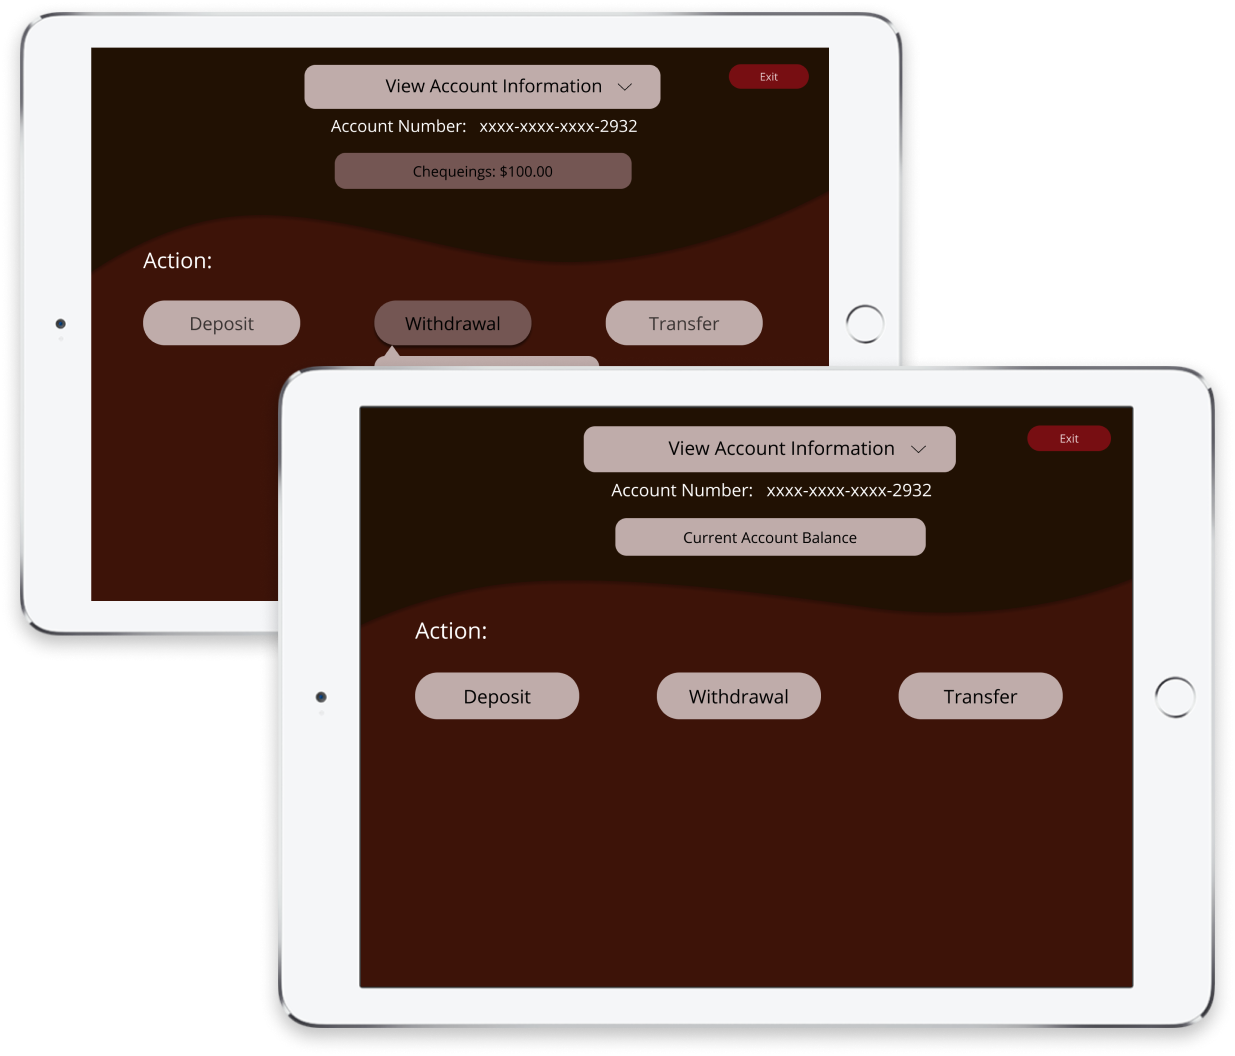 View Account Information
Exit
Account Number: xxxx-xxxx-xxxx-2932
Chequeings: $100.00
Action:
Deposit
Withdrawal
Transfer
View Account Information
Exit
Account Number: xxxx-xxxx-xxxx-2932
Current Account Balance
Action:
Deposit
Withdrawal
Transfer